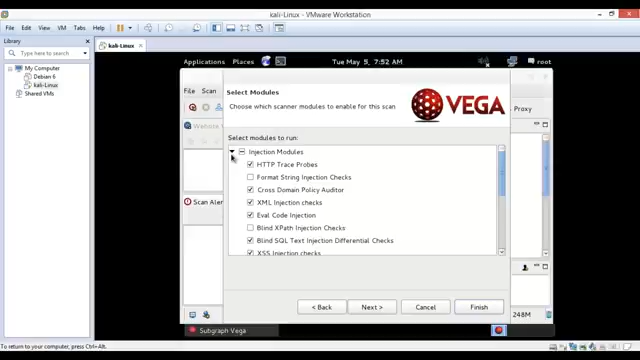 kali-Linux - VMware Workstation
File Edit View VM Tabs Help
Library
Type here to search
My Computer
Debian 6
kali-Linux
Shared VMs
kali-Linux
Applications Places Tue May 5, 7:52 AM root
File Scan
Select Modules
Choose which scanner modules to enable for this scan
VEGA
Proxy
Website
Select modules to run:
Injection Modules
HTTP Trace Probes
Format String Injection Checks
Cross Domain Policy Auditor
XML Injection checks
Scan Aler
Eval Code Injection
Blind XPath Injection Checks
Blind SQL Text Injection Differential Checks
XSS Injection checks
< Back Next > Cancel Finish
248M
Subgraph Vega
To return to your computer, press Ctrl+Alt.